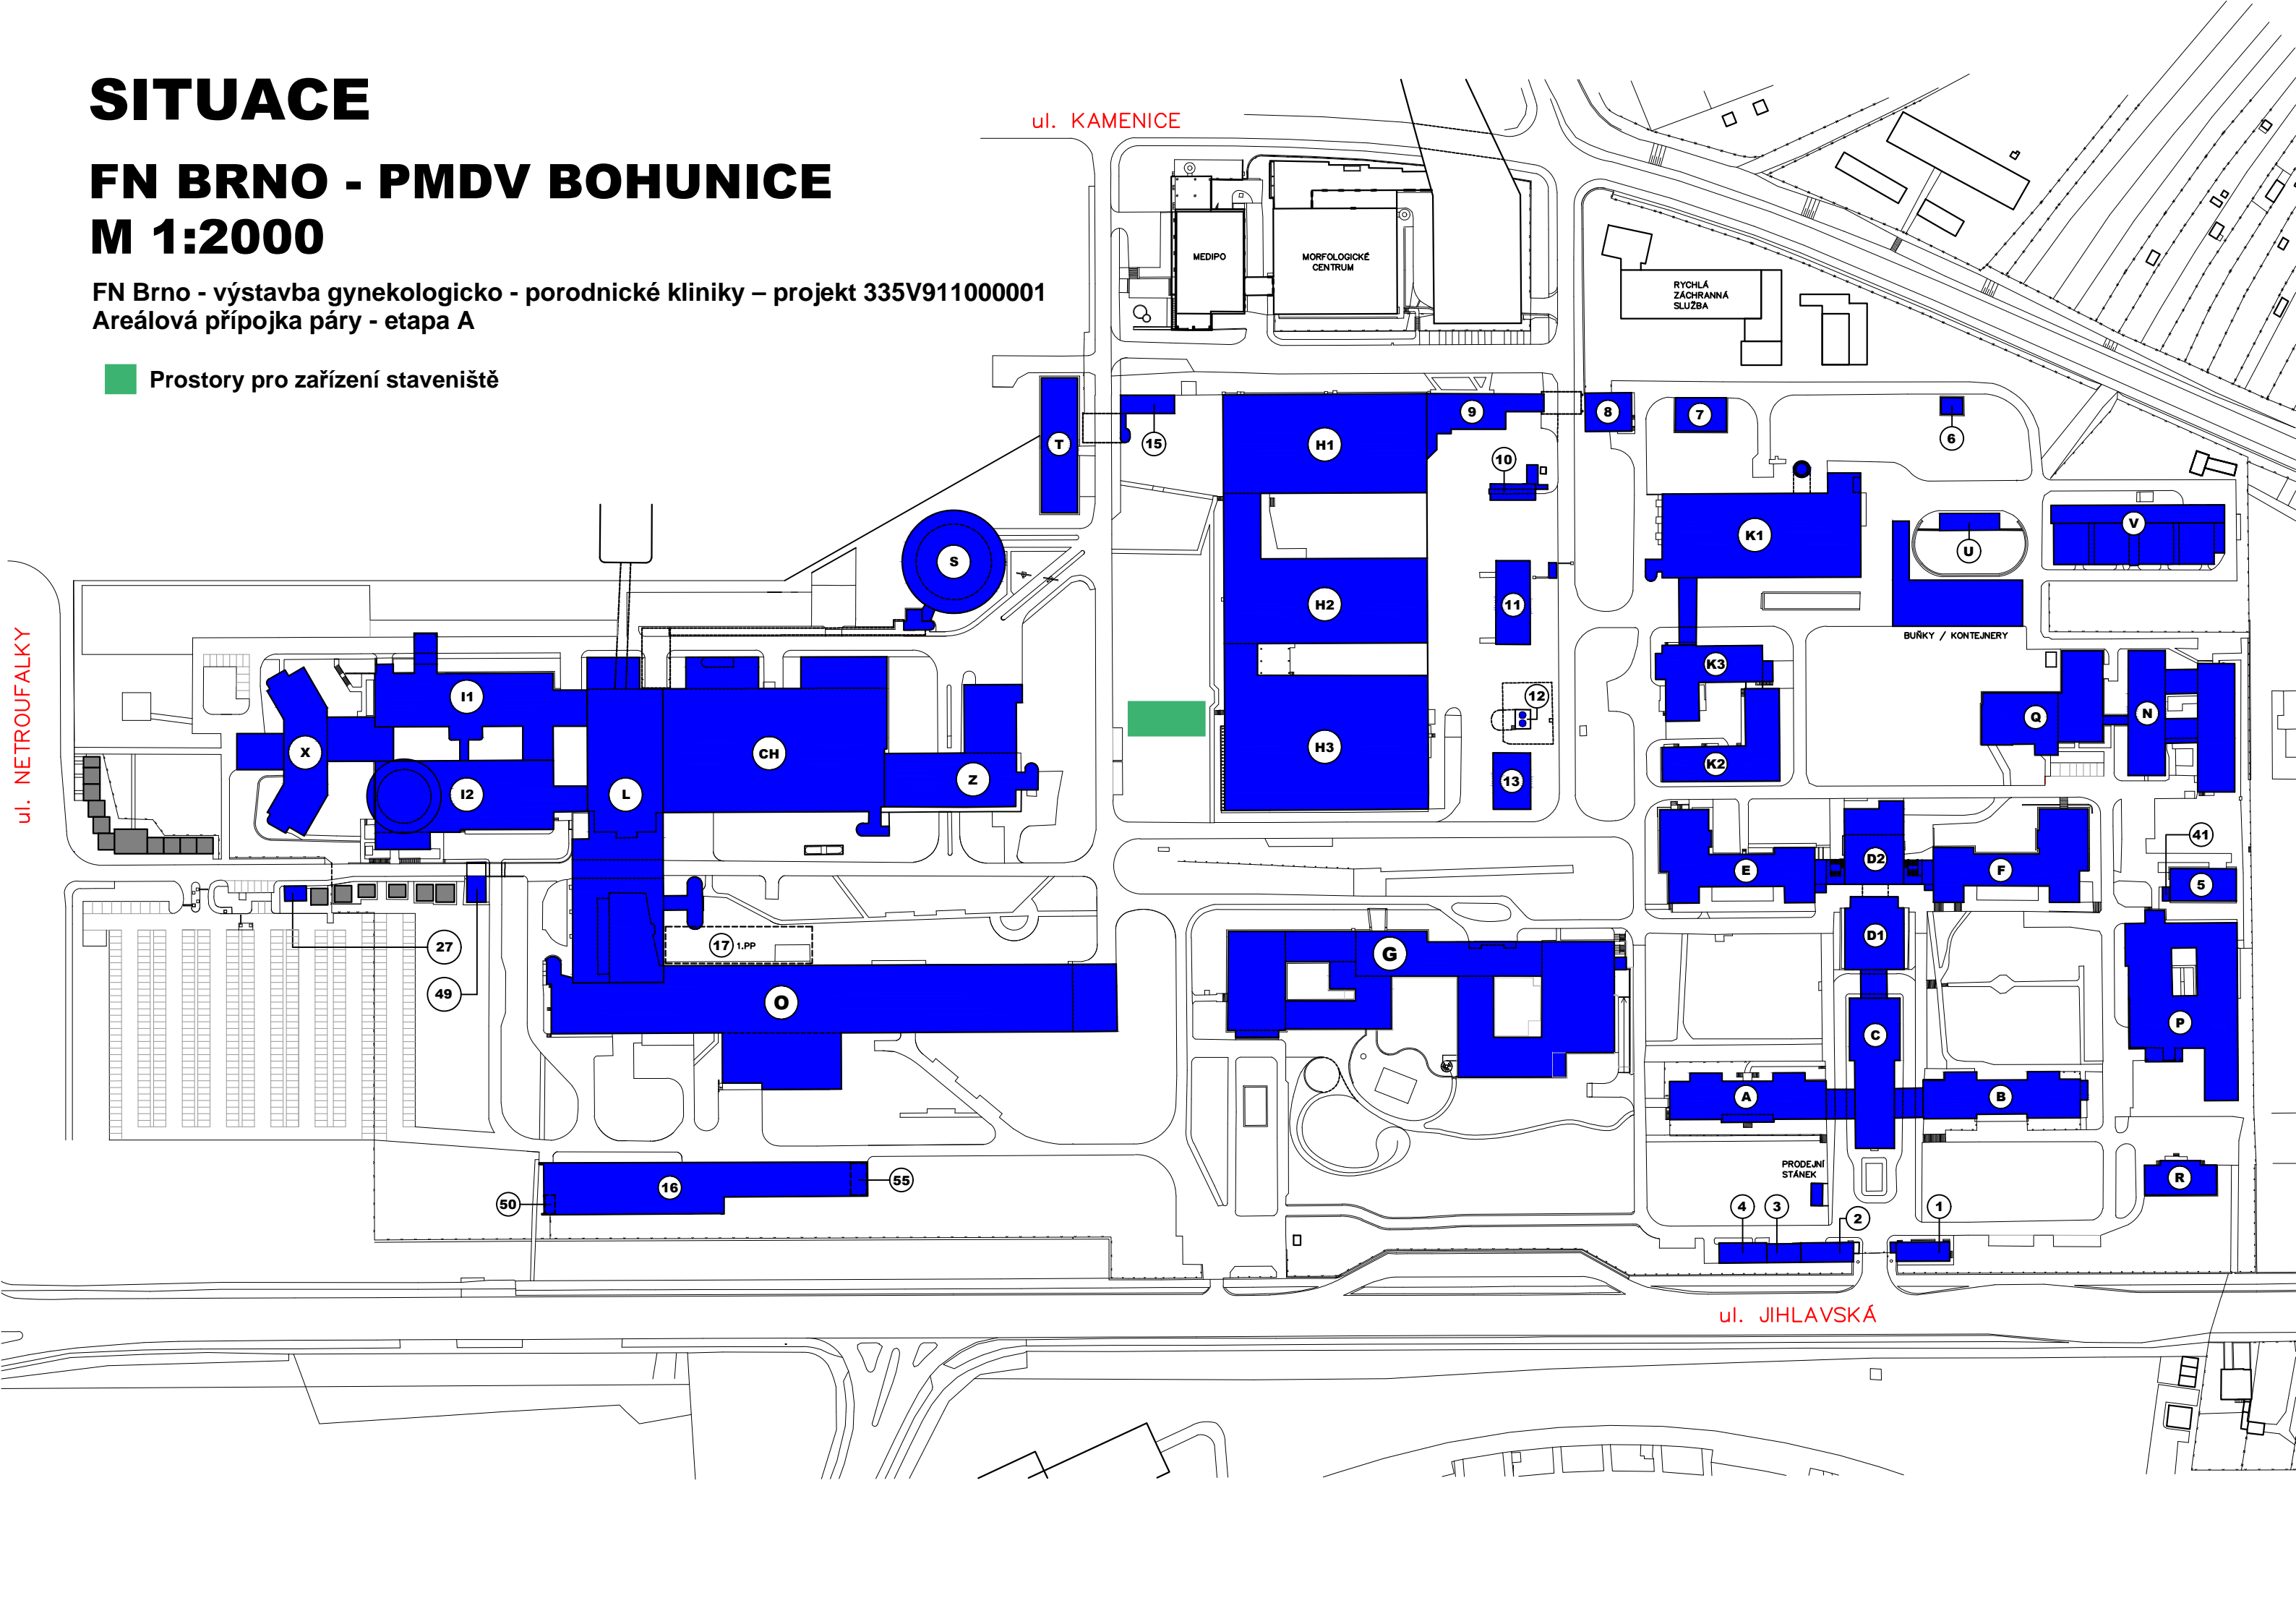 SITUACE
FN BRNO - PMDV BOHUNICE
M 1:2000
FN Brno - výstavba gynekologicko - porodnické kliniky – projekt 335V911000001
Areálová přípojka páry - etapa A
Prostory pro zařízení staveniště
ul. KAMENICE
MEDIPO
MORFOLOGICKÉ
CENTRUM
RYCHLÁ
ZÁCHRANNÁ
SLUŽBA
T
15
H1
9
8
7
6
10
S
K1
U
V
H2
11
BUŇKY / KONTEJNERY
ul. NETROUFALKY
K3
I1
12
Q
N
X
CH
H3
K2
Z
I2
L
13
41
E
D2
F
5
27
17
1.PP
G
D1
49
O
C
P
A
B
PRODEJNÍ
STÁNEK
16
55
50
R
4
3
2
1
ul. JIHLAVSKÁ